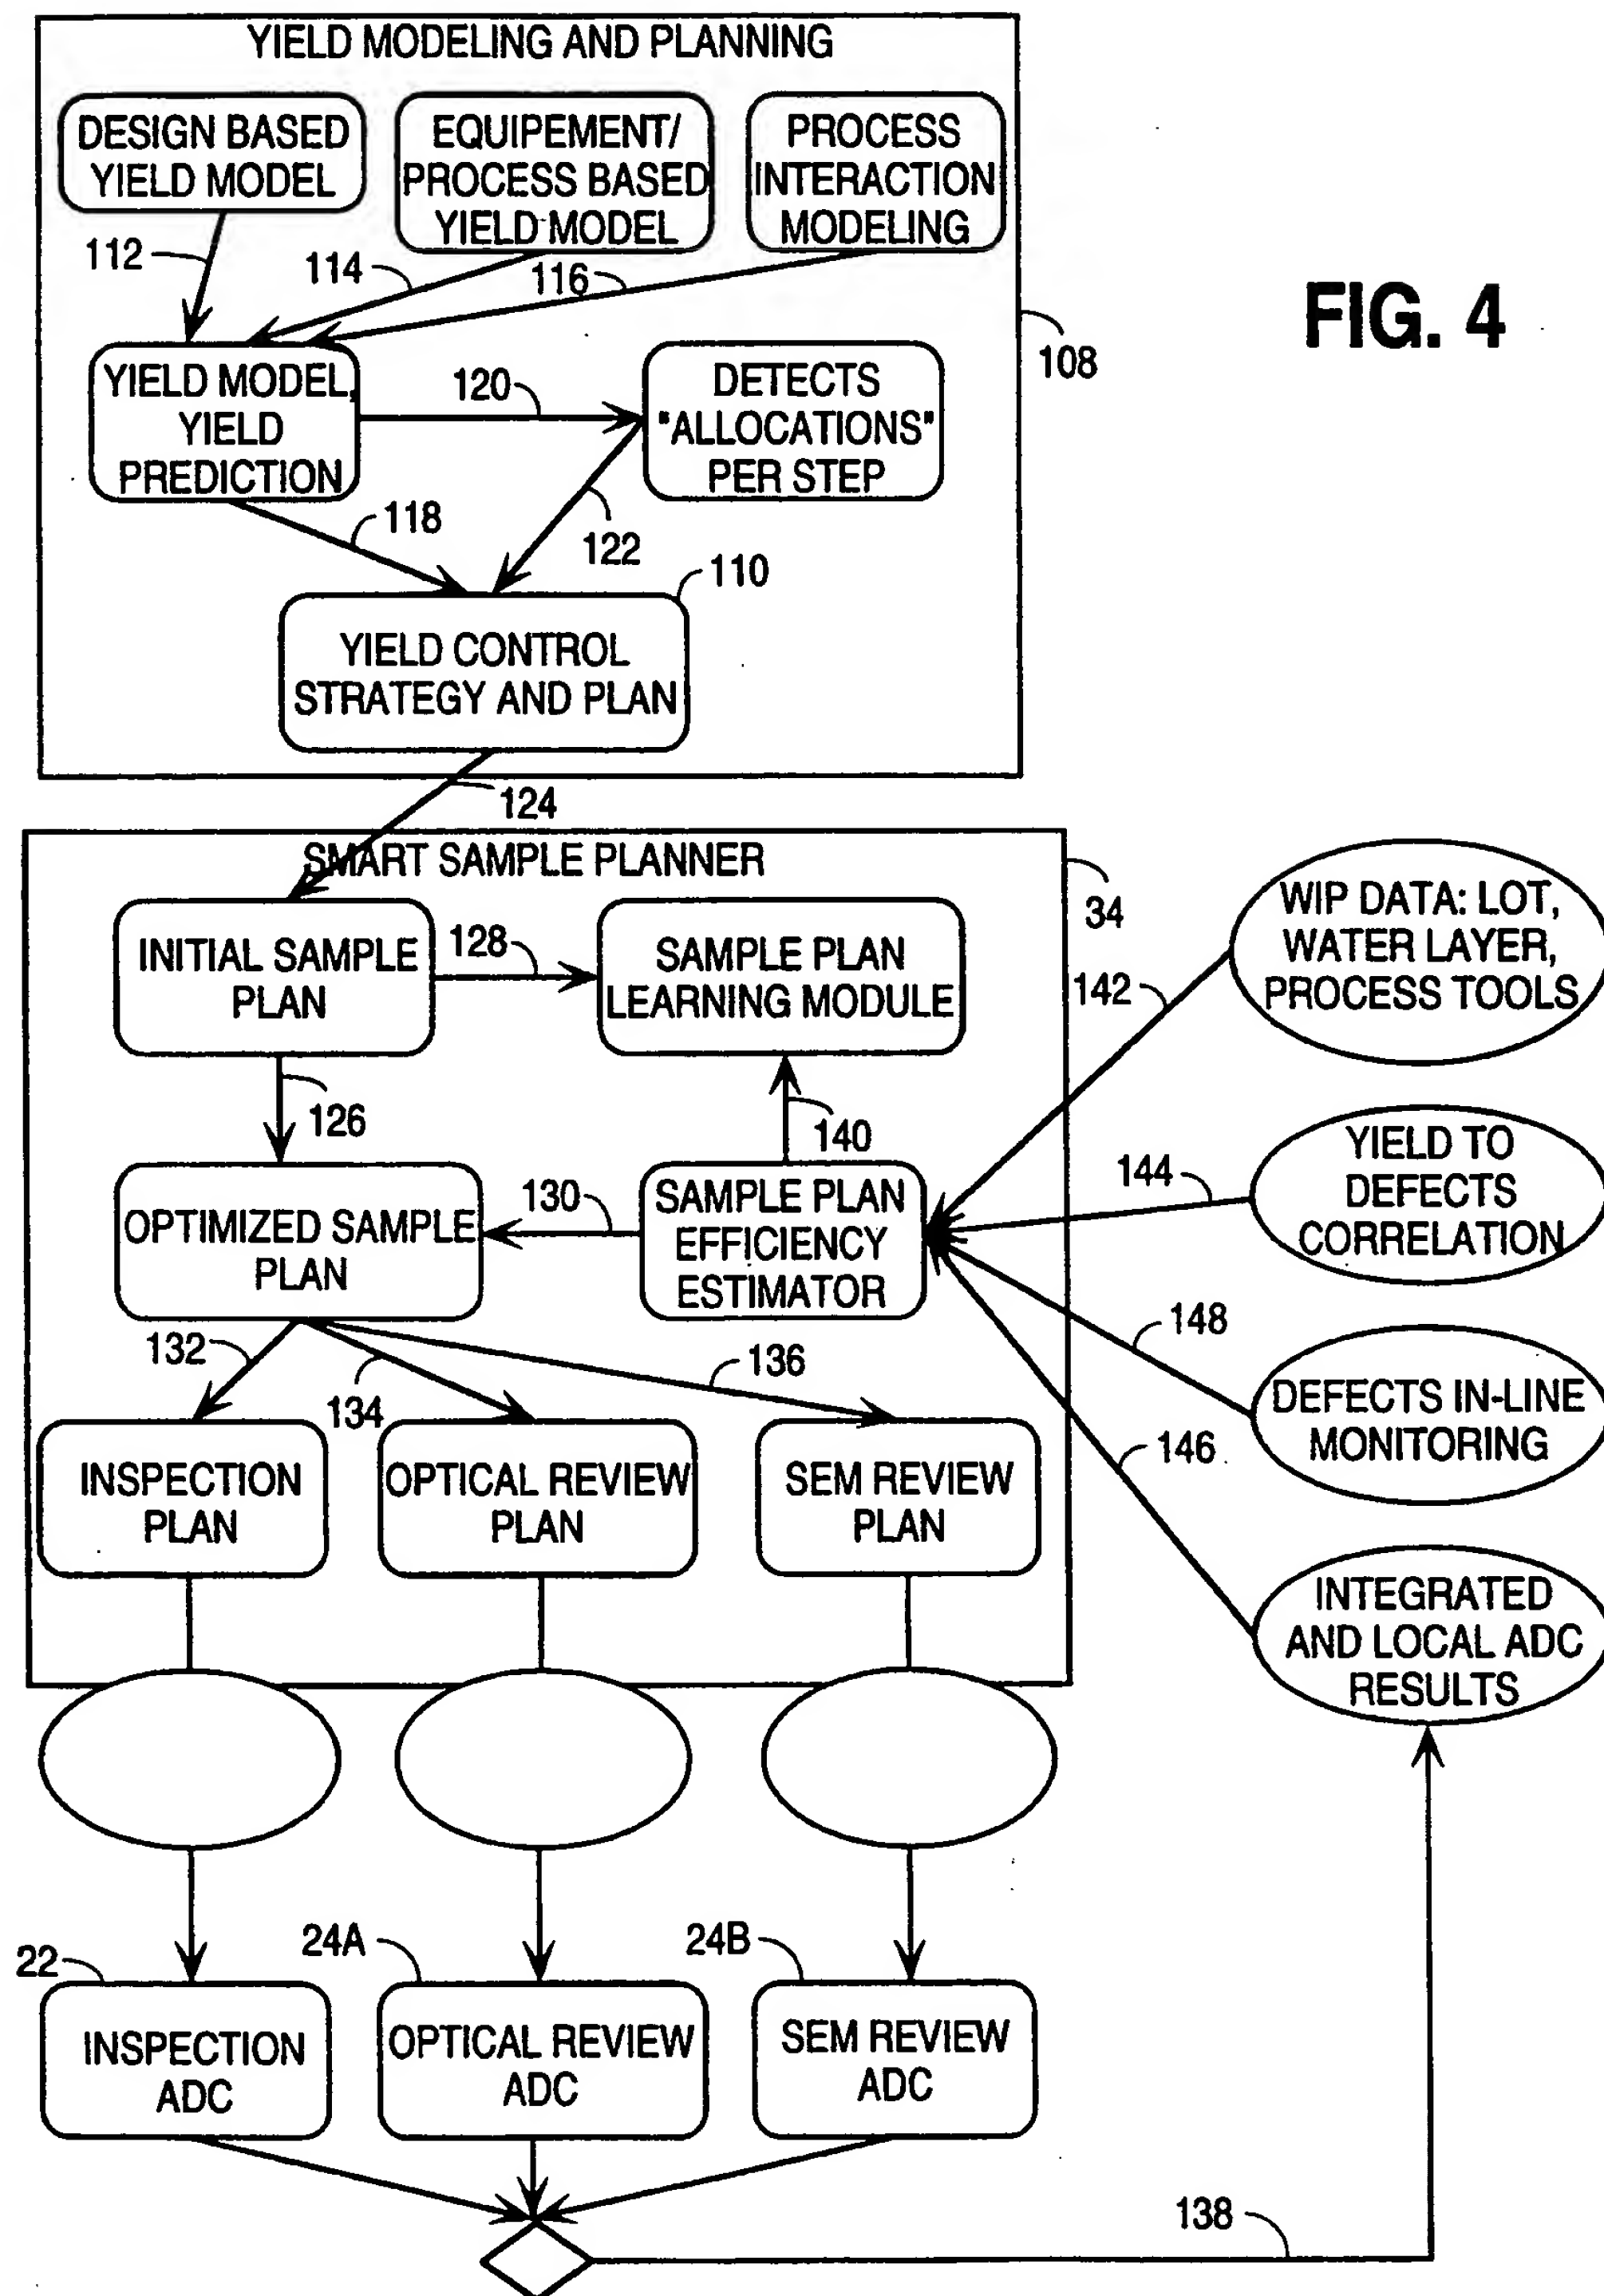 YIELD MODELING AND PLANNING
DESIGN BASED
YIELD MODEL
EQUIPEMENT/
PROCESS BASED
YIELD MODEL
PROCESS
INTERACTION
MODELING
112
114
116
FIG. 4
108
YIELD MODEL,
YIELD
PREDICTION
120
DETECTS
"ALLOCATIONS"
PER STEP
118
122
110
YIELD CONTROL
STRATEGY AND PLAN
124
SMART SAMPLE PLANNER
34
INITIAL SAMPLE
PLAN
128
SAMPLE PLAN
LEARNING MODULE
WIP DATA: LOT,
WATER LAYER,
PROCESS TOOLS
142
126
140
YIELD TO
DEFECTS
CORRELATION
144
OPTIMIZED SAMPLE
PLAN
130
SAMPLE PLAN
EFFICIENCY
ESTIMATOR
132
134
136
148
DEFECTS IN-LINE
MONITORING
146
INSPECTION
PLAN
OPTICAL REVIEW
PLAN
SEM REVIEW
PLAN
INTEGRATED
AND LOCAL ADC
RESULTS
22
24A
24B
INSPECTION
ADC
OPTICAL REVIEW
ADC
SEM REVIEW
ADC
138